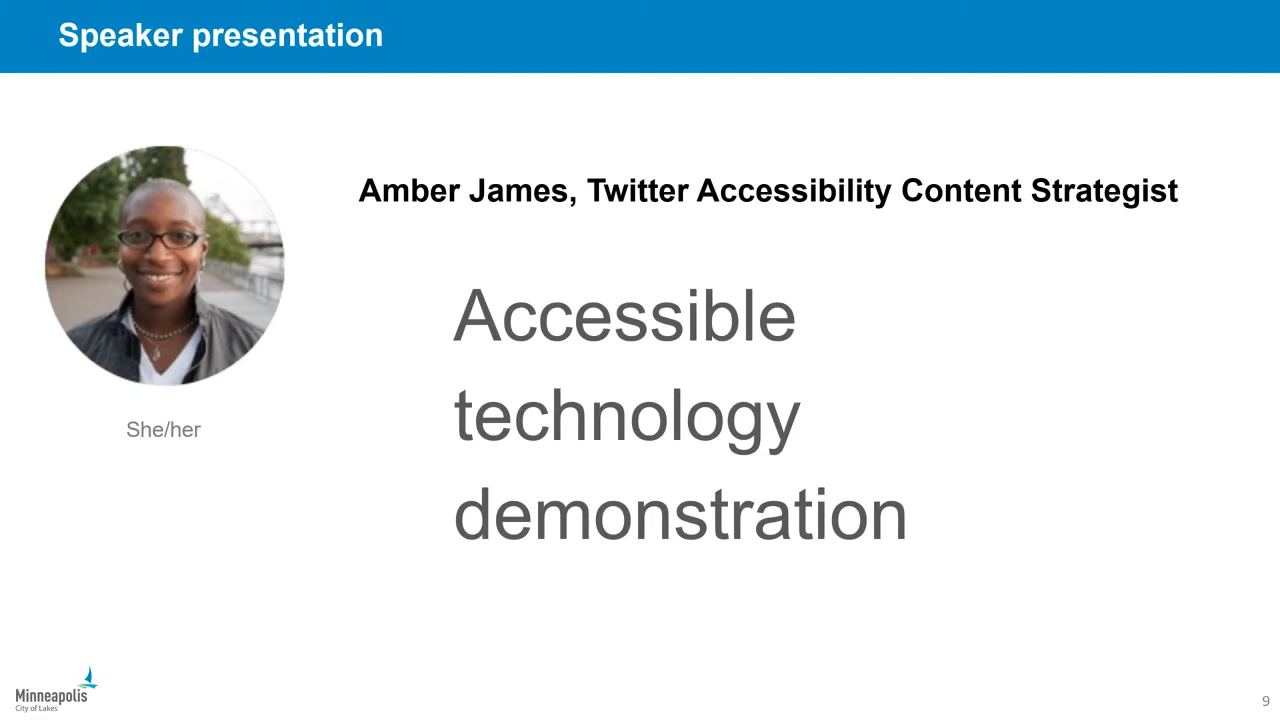 Speaker presentation
Amber James, Twitter Accessibility Content Strategist
Accessible
technology
demonstration
She/her
Minneapolis
City of Lakes
9